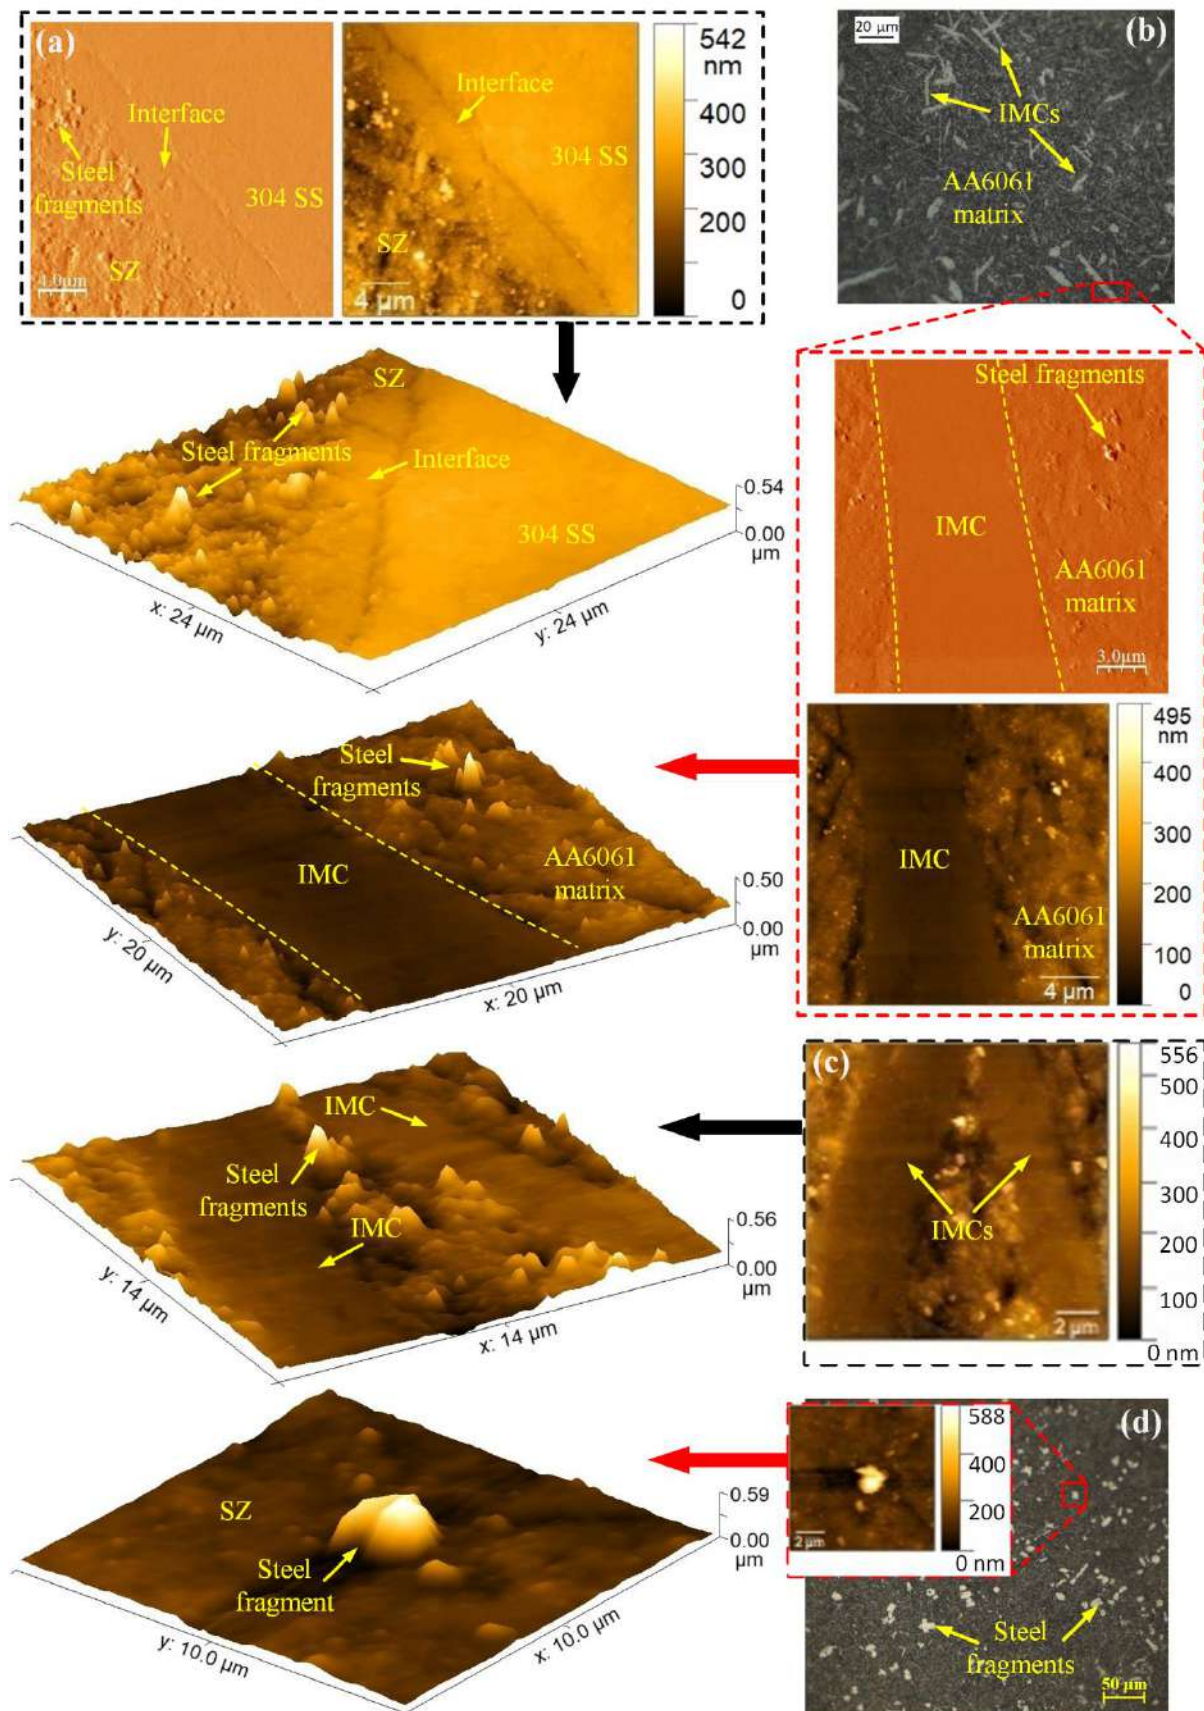 (a)
Interface
Steel
fragments
304 SS
SZ
4.0µm
Interface
304 SS
SZ
4 µm
542
nm
400
300
200
100
0
(b)
20 µm
IMCs
AA6061
matrix
SZ
Steel fragments
Interface
304 SS
0.54
0.00
µm
x: 24 µm
y: 24 µm
Steel fragments
IMC
AA6061
matrix
3.0µm
Steel
fragments
IMC
AA6061
matrix
0.50
0.00
µm
y: 20 µm
x: 20 µm
IMC
AA6061
matrix
4 µm
495
nm
400
300
200
100
0
IMC
Steel
fragments
IMC
0.56
0.00
µm
y: 14 µm
x: 14 µm
(c)
IMCs
2 µm
556
500
400
300
200
100
0 nm
SZ
Steel
fragment
0.59
0.00
µm
y: 10.0 µm
x: 10.0 µm
2 µm
588
400
200
0 nm
(d)
Steel
fragments
50 µm